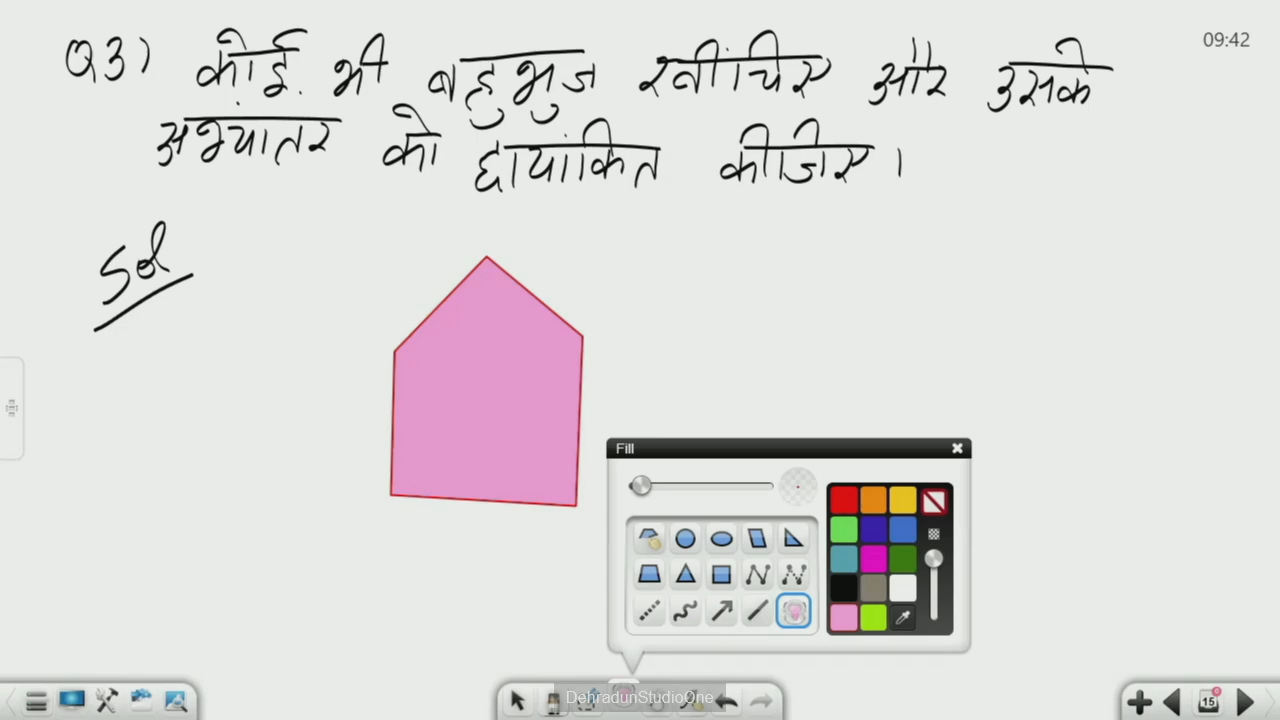 09:42
Q3) कोई भी बहुभुज खींचिए और उसके
अभ्यांतर को छायांकित कीजिए।
Sol
Fill
DehradunStudioOne
15